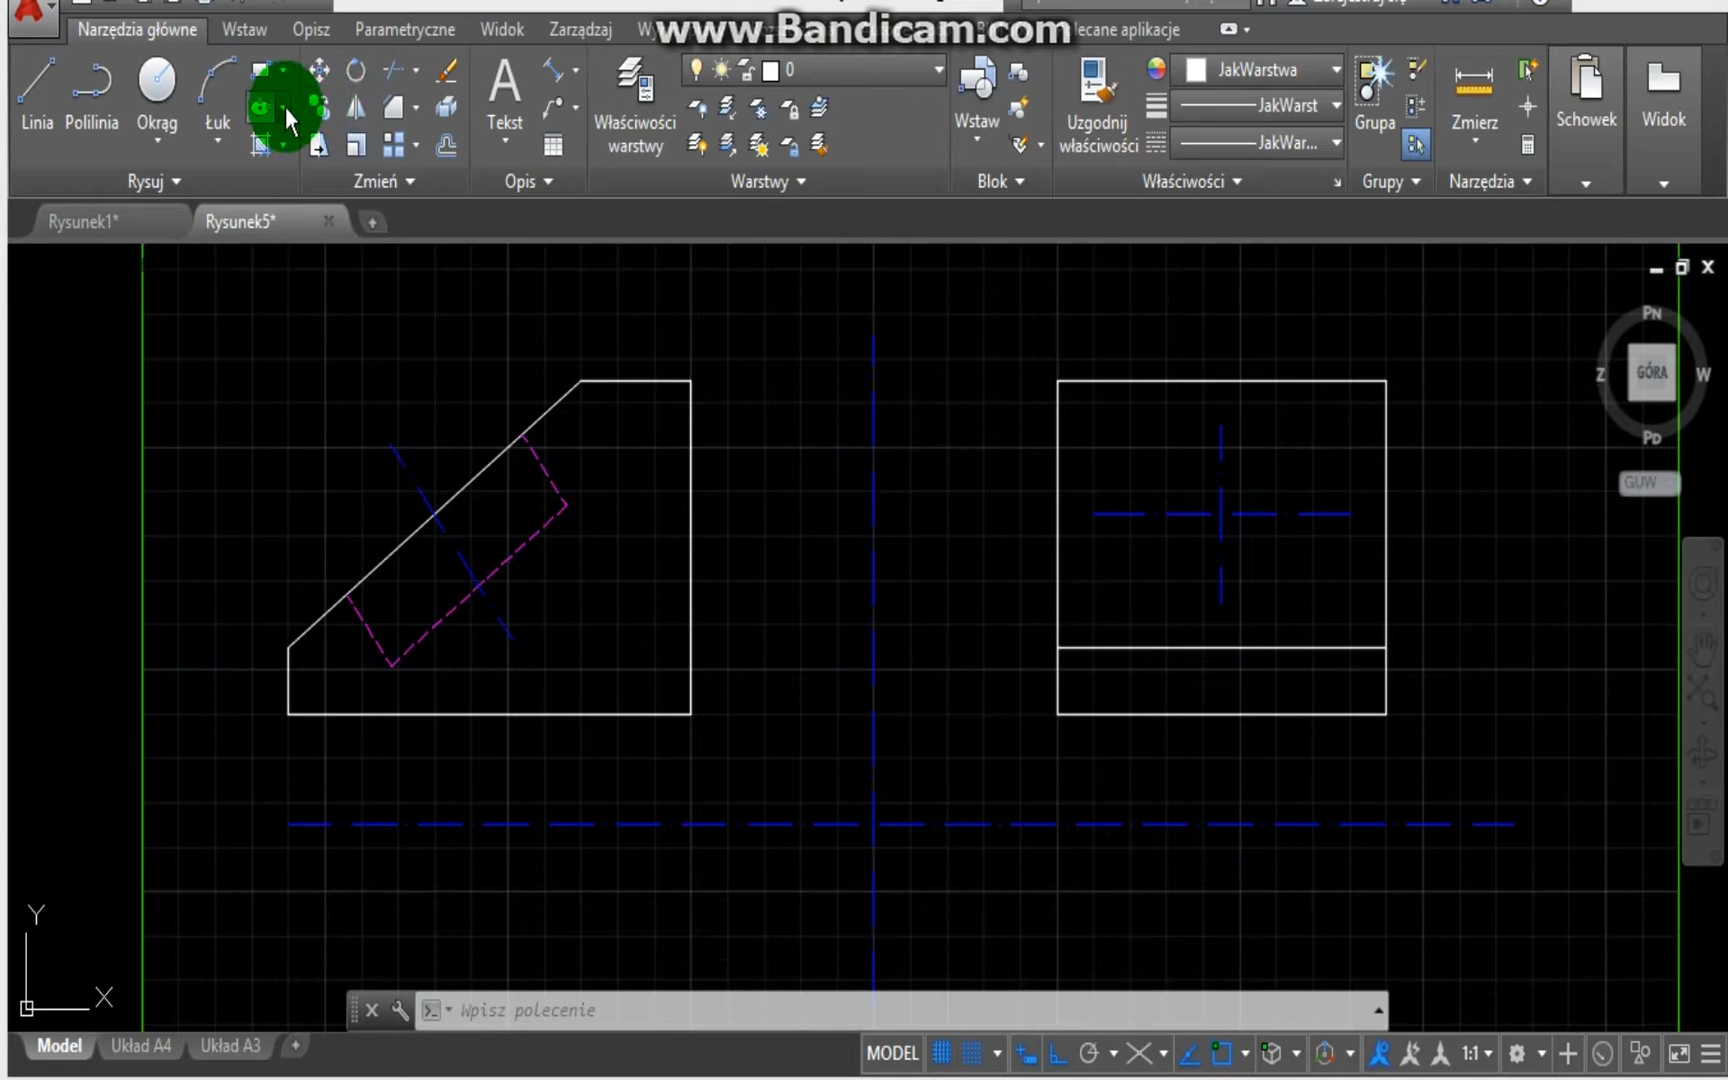 www.Bandicam.com
Narzędzia główne
Wstaw
Opisz
Parametryczne
Widok
Zarządzaj
lecane aplikacje
Linia
Polilinia
Okrąg
Łuk
Tekst
Właściwości
warstwy
0
Wstaw
Uzgodnij
właściwości
JakWarstwa
JakWarst
JakWar...
Grupa
Zmierz
Schowek
Widok
Rysuj
Zmień
Opis
Warstwy
Blok
Właściwości
Grupy
Narzędzia
Rysunek1*
Rysunek5*
PN
Z
GÓRA
W
PD
GUW
Y
X
Wpisz polecenie
Model
Układ A4
Układ A3
MODEL
1:1